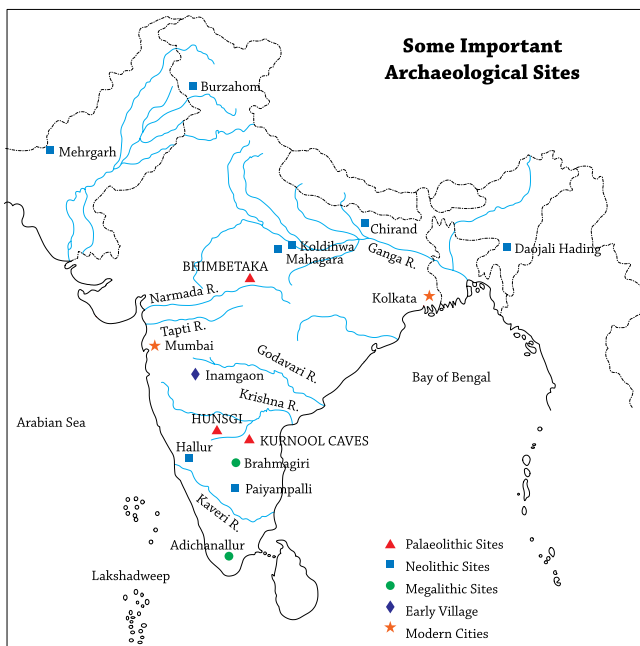 Some Important
Archaeological Sites
Burzahom
Mehrgarh
Chirand
Koldihwa
Mahagara
Ganga R.
Daojali Hading
BHIMBETAKA
Narmada R.
Kolkata
Tapti R.
Mumbai
Godavari R.
Inamgaon
Bay of Bengal
Krishna R.
Arabian Sea
HUNSGI
KURNOOL CAVES
Hallur
Brahmagiri
Paiyampalli
Kaveri R.
Adichanallur
Lakshadweep
Palaeolithic Sites
Neolithic Sites
Megalithic Sites
Early Village
Modern Cities